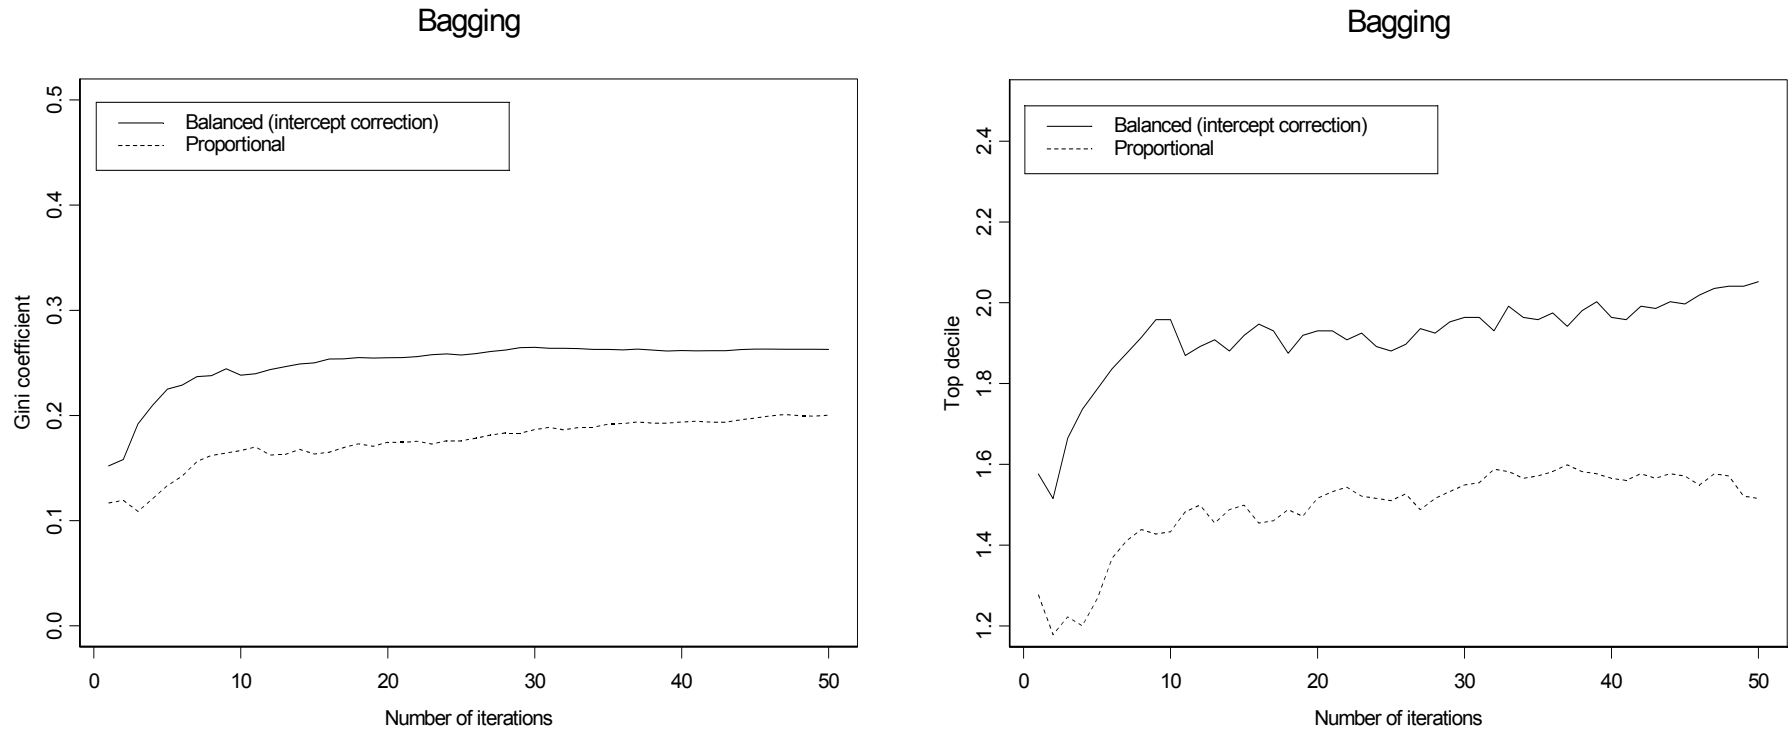 Bagging
0.5
0.4
0.3
0.2
0.1
0.0
Gini coefficient
Balanced (intercept correction)
Proportional
0 10 20 30 40 50
Number of iterations
Bagging
2.4
2.2
2.0
1.8
1.6
1.4
1.2
Top decile
Balanced (intercept correction)
Proportional
0 10 20 30 40 50
Number of iterations